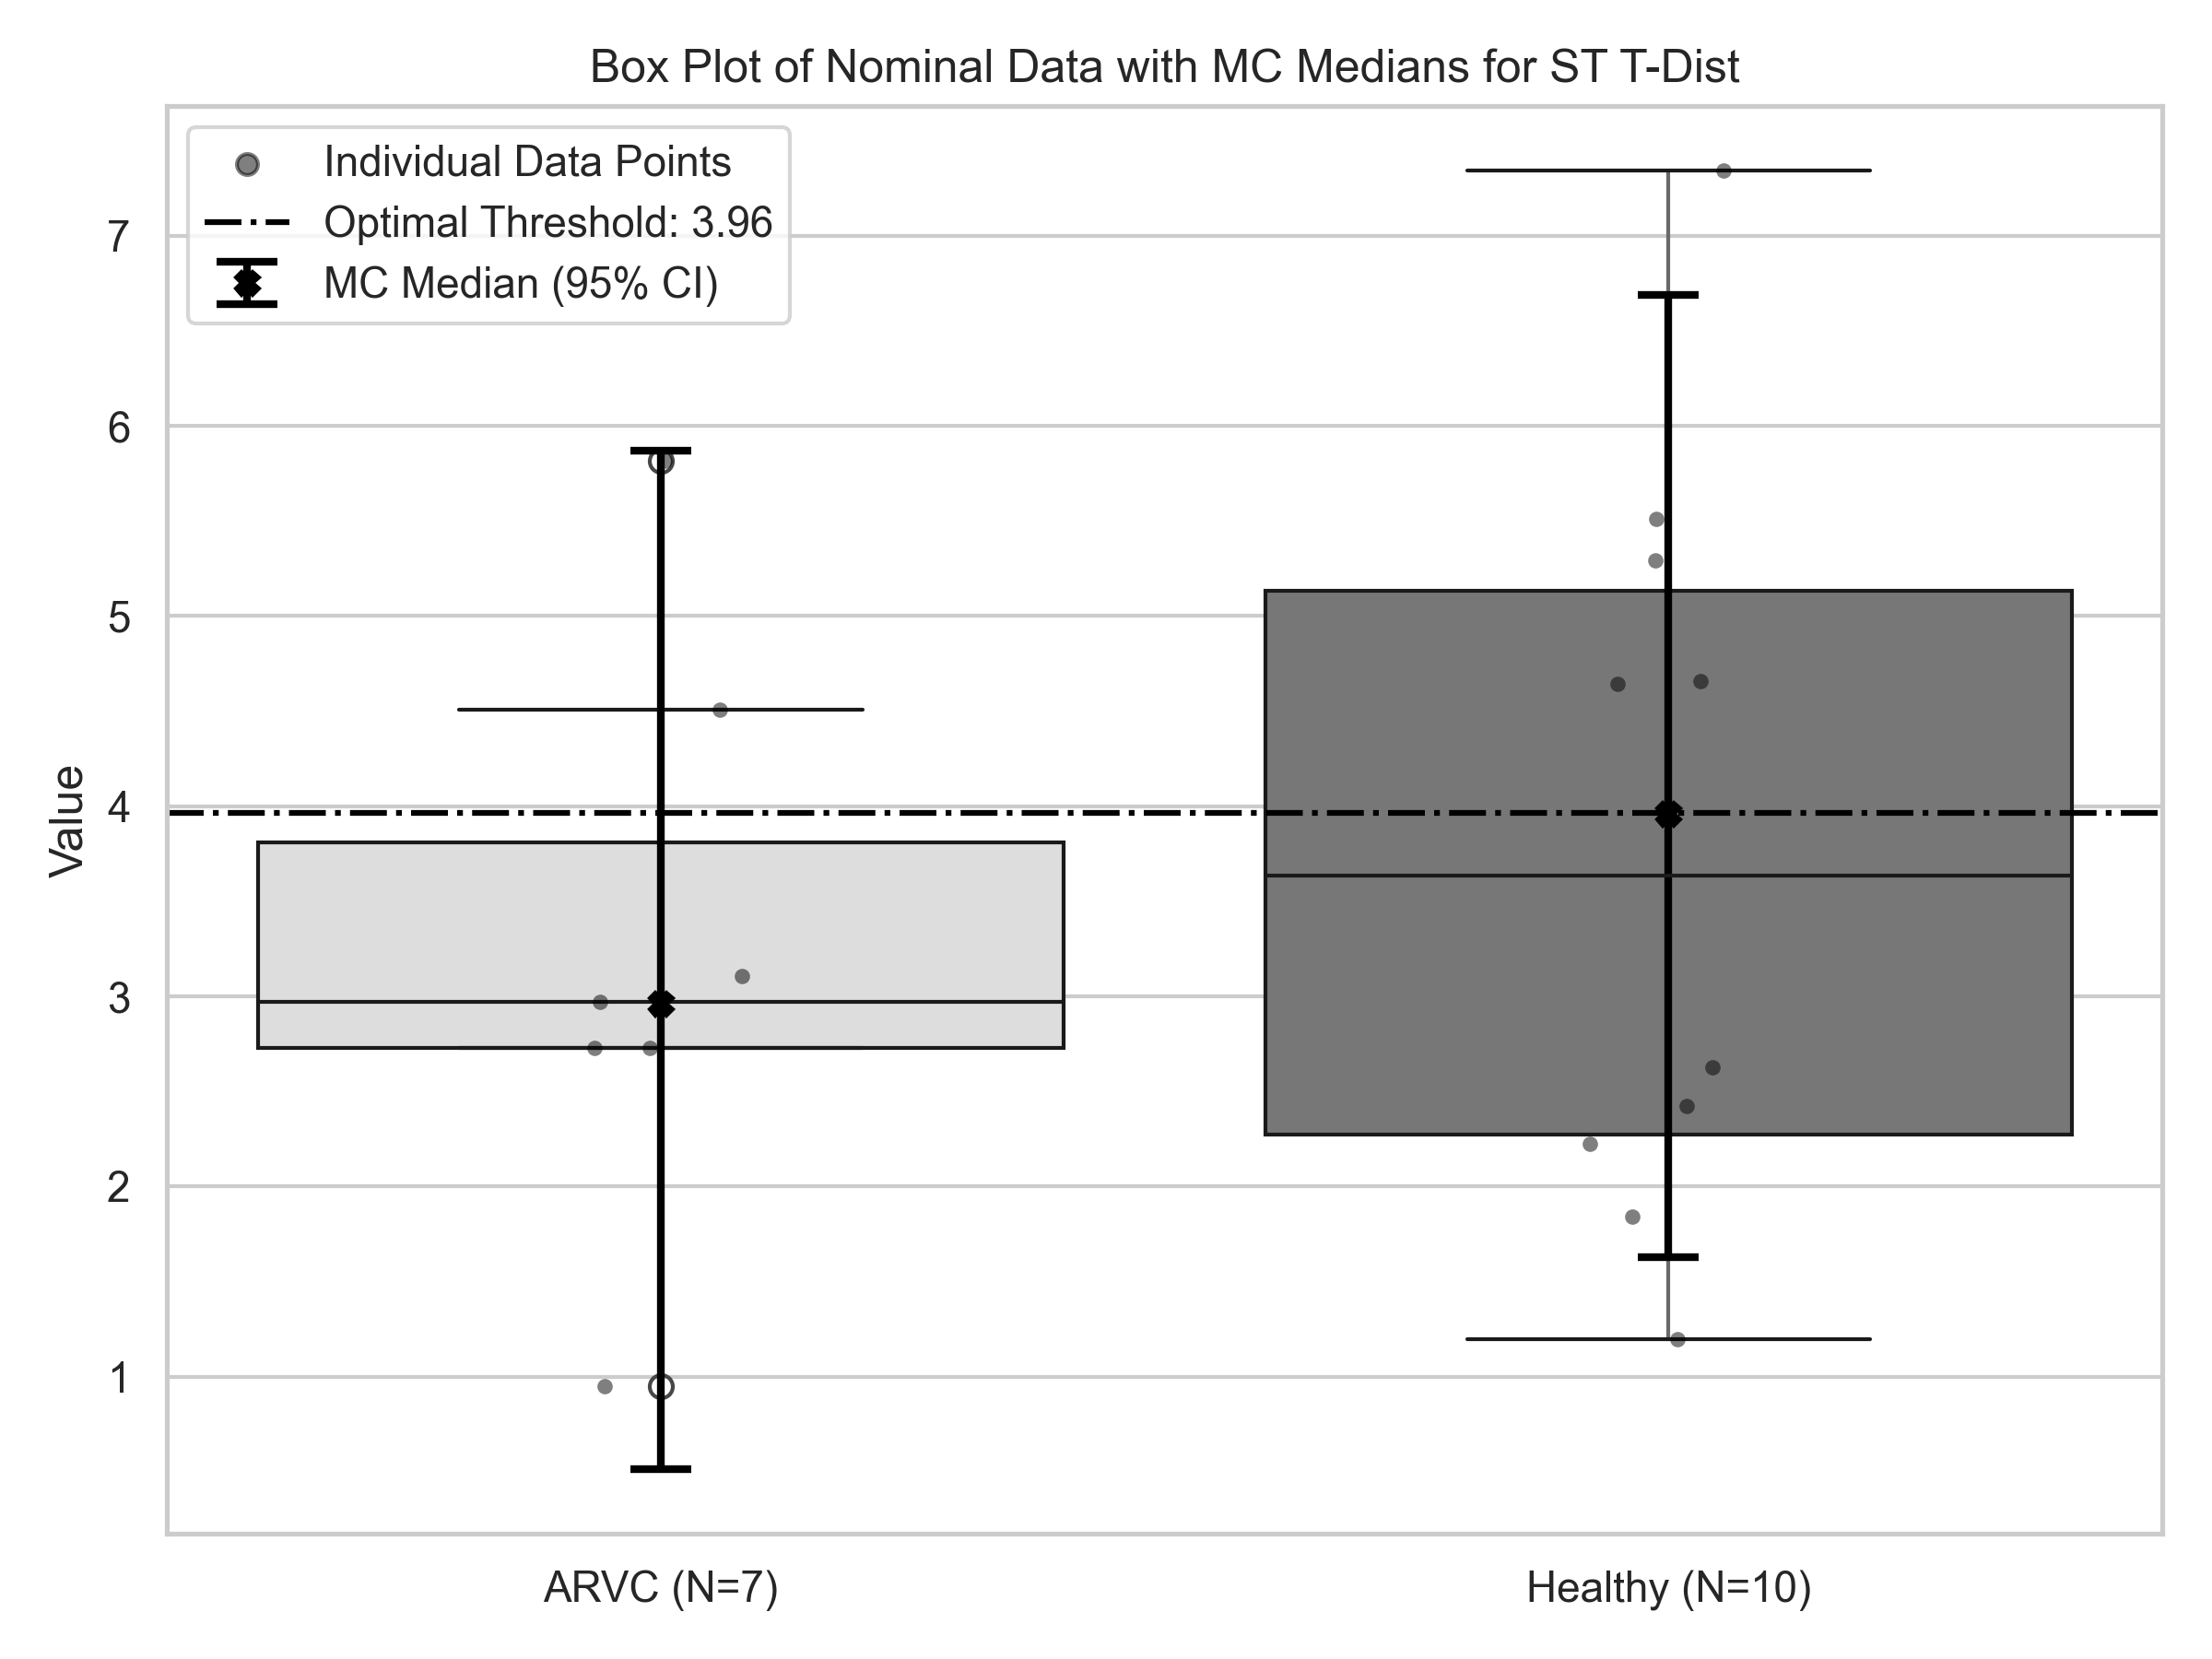 Box Plot of Nominal Data with MC Medians for ST T-Dist
Individual Data Points
Optimal Threshold: 3.96
MC Median (95% CI)
7
6
5
4
3
2
1
Value
ARVC (N=7)
Healthy (N=10)